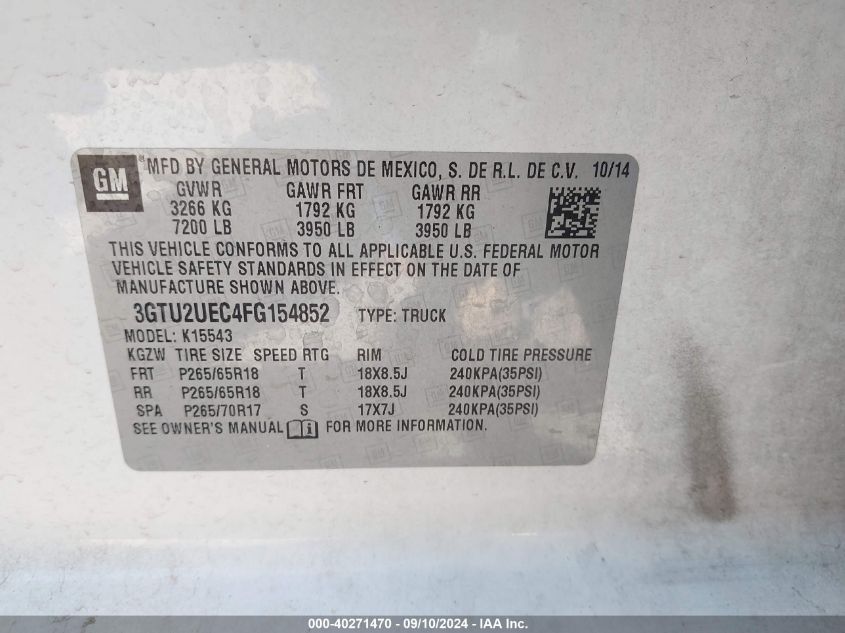 GM ® MFD BY GENERAL MOTORS DE MEXICO, S. DE R.L. DE C.V. 10/14
GVWR GAWR FRT GAWR RR
3266 KG 1792 KG 1792 KG
7200 LB 3950 LB 3950 LB
THIS VEHICLE CONFORMS TO ALL APPLICABLE U.S. FEDERAL MOTOR
VEHICLE SAFETY STANDARDS IN EFFECT ON THE DATE OF
MANUFACTURE SHOWN ABOVE.
3GTU2UEC4FG154852 TYPE: TRUCK
MODEL: K15543
KGZW TIRE SIZE SPEED RTG RIM COLD TIRE PRESSURE
FRT P265/65R18 T 18X8.5J 240KPA(35PSI)
RR P265/65R18 T 18X8.5J 240KPA(35PSI)
SPA P265/70R17 S 17X7J 240KPA(35PSI)
SEE OWNER'S MANUAL FOR MORE INFORMATION.
000-40271470 - 09/10/2024 - IAA Inc.